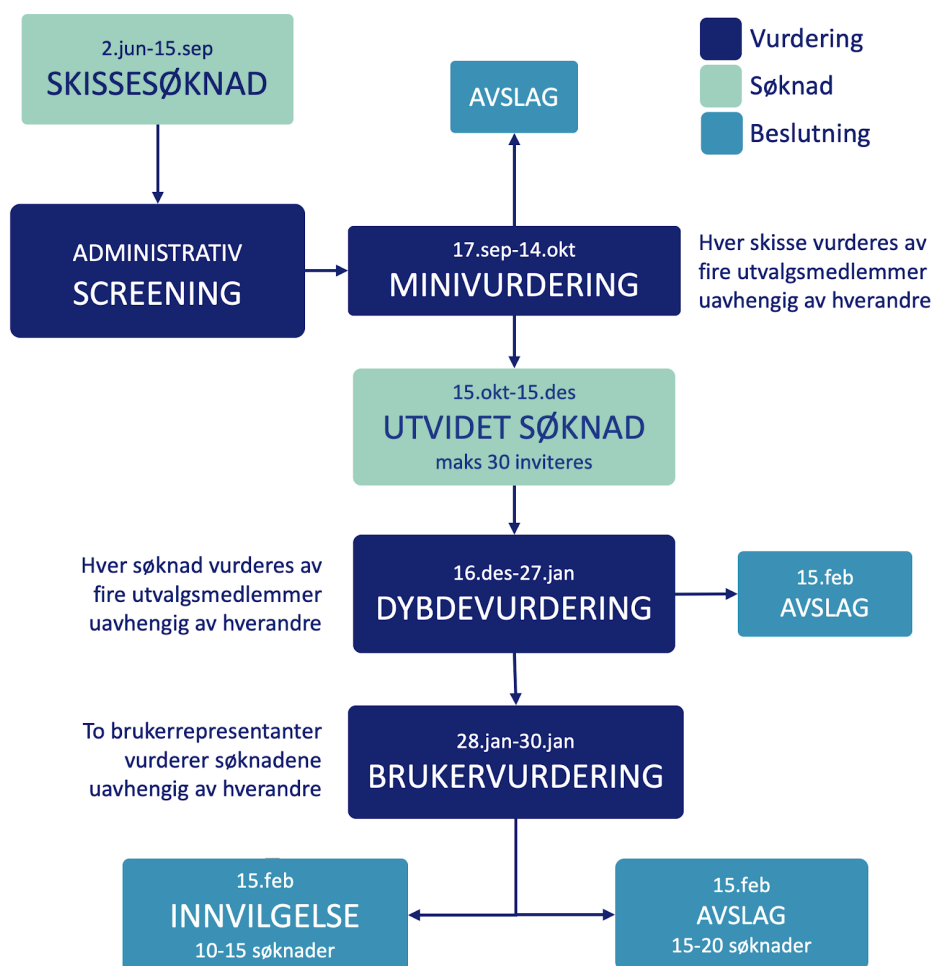 2.jun-15.sep
SKISSESØKNAD
AVSLAG
Vurdering
Søknad
Beslutning
ADMINISTRATIV
SCREENING
17.sep-14.okt
MINIVURDERING
Hver skisse vurderes av
fire utvalgsmedlemmer
uavhengig av hverandre
15.okt-15.des
UTVIDET SØKNAD
maks 30 inviteres
Hver søknad vurderes av
fire utvalgsmedlemmer
uavhengig av hverandre
16.des-27.jan
DYBDEVURDERING
15.feb
AVSLAG
To brukerrepresentanter
vurderer søknadene
uavhengig av hverandre
28.jan-30.jan
BRUKERVURDERING
15.feb
INNVILGELSE
10-15 søknader
15.feb
AVSLAG
15-20 søknader